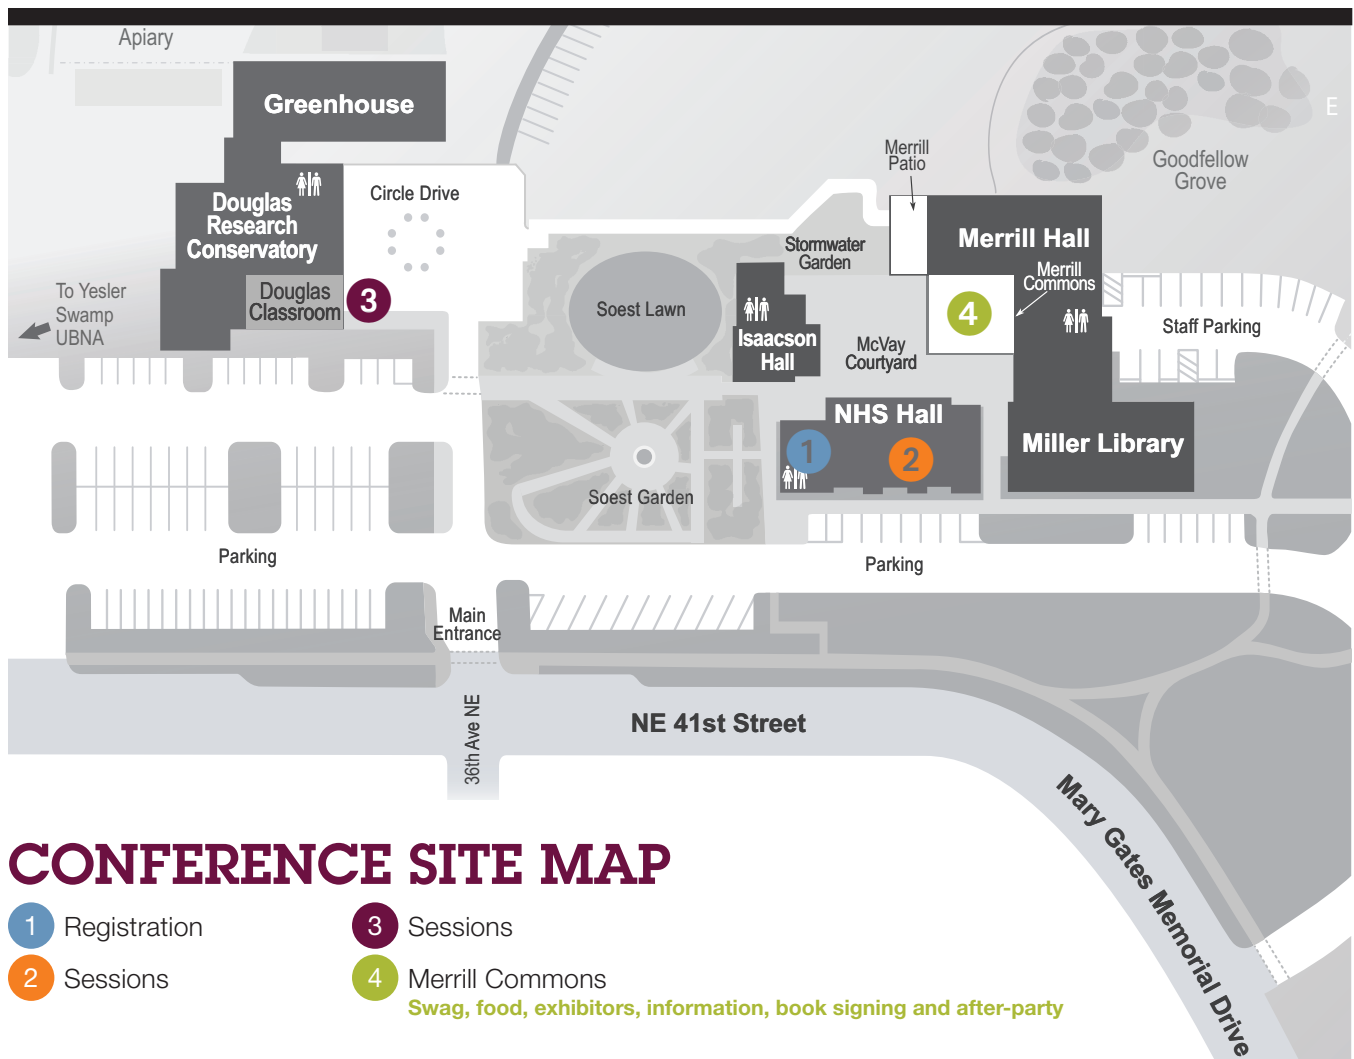 Apiary
Greenhouse
E
Merrill
Patio
Goodfellow
Grove
Circle Drive
Douglas
Research
Conservatory
Merrill Hall
Stormwater
Garden
Merrill
Commons
To Yesler
Swamp
UBNA
Douglas
Classroom
3
Soest Lawn
4
Staff Parking
Isaacson
Hall
McVay
Courtyard
NHS Hall
1
2
Miller Library
Soest Garden
Parking
Parking
Main
Entrance
36th Ave NE
NE 41st Street
Mary Gates Memorial Drive
CONFERENCE SITE MAP
1 Registration
2 Sessions
3 Sessions
4 Merrill Commons
Swag, food, exhibitors, information, book signing and after-party